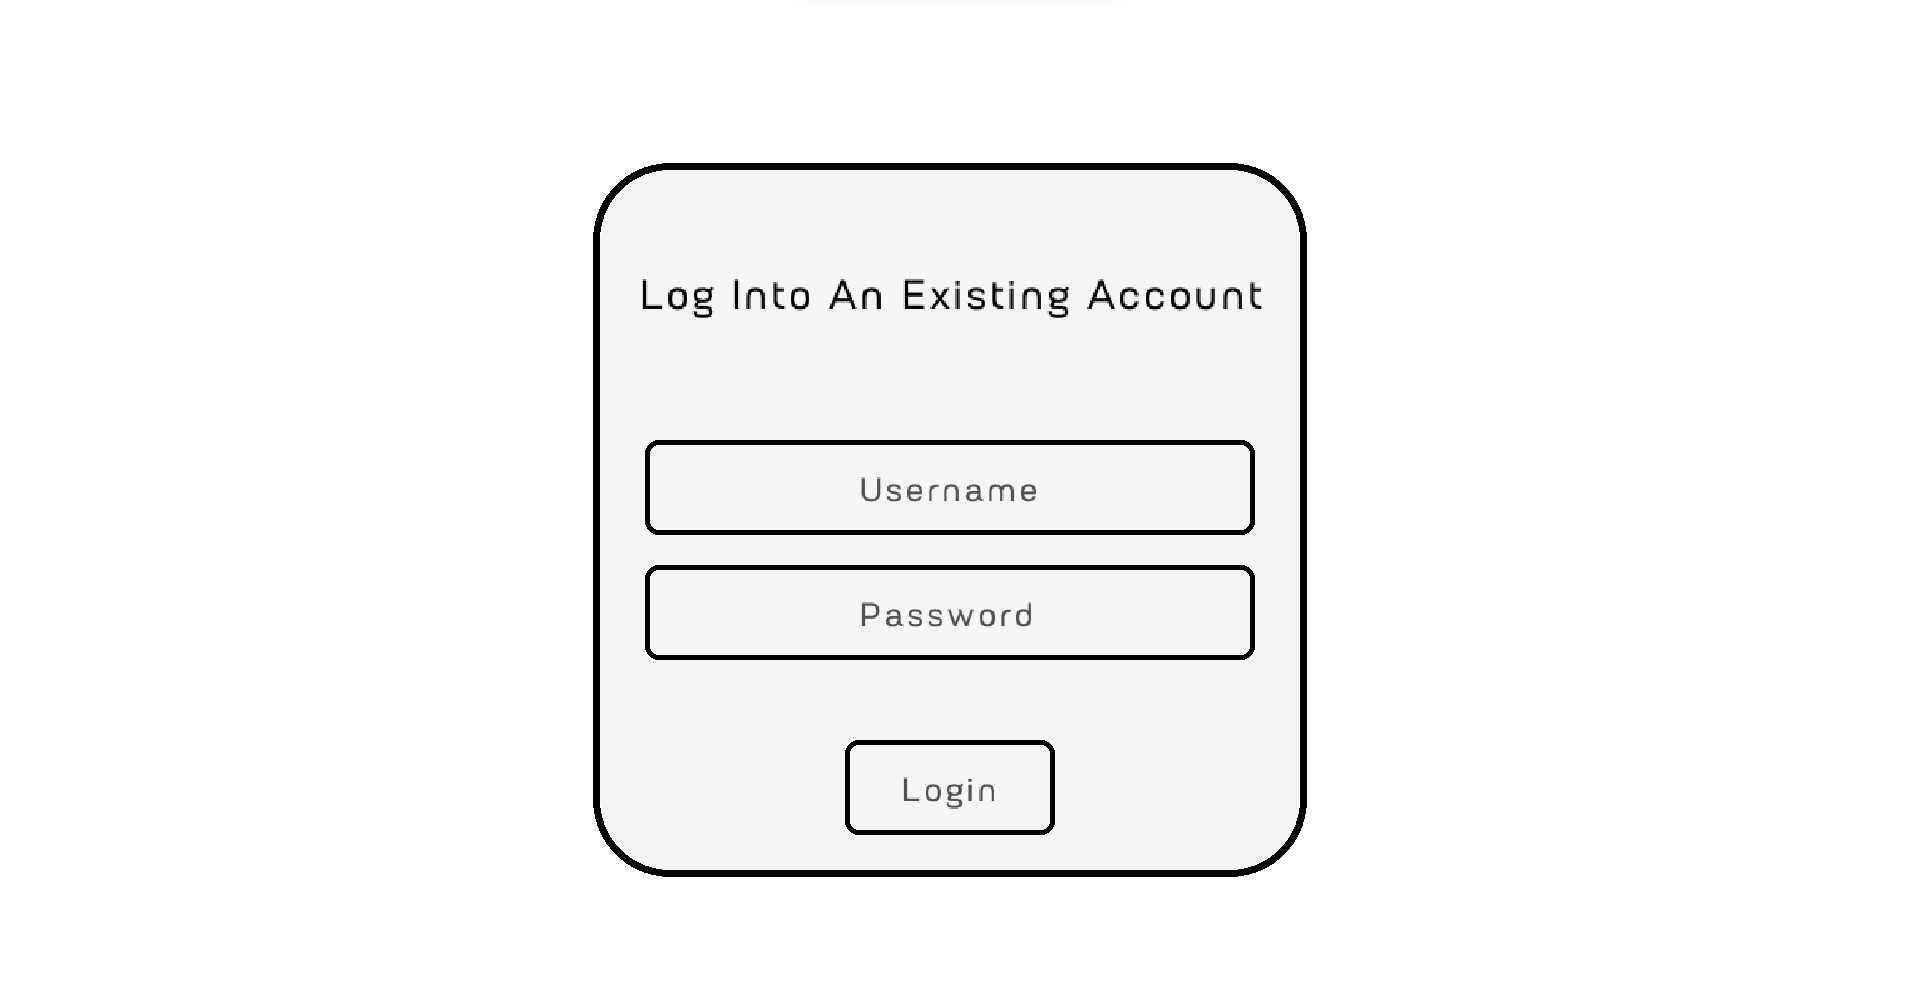 Log Into An Existing Account
Username
Password
Login